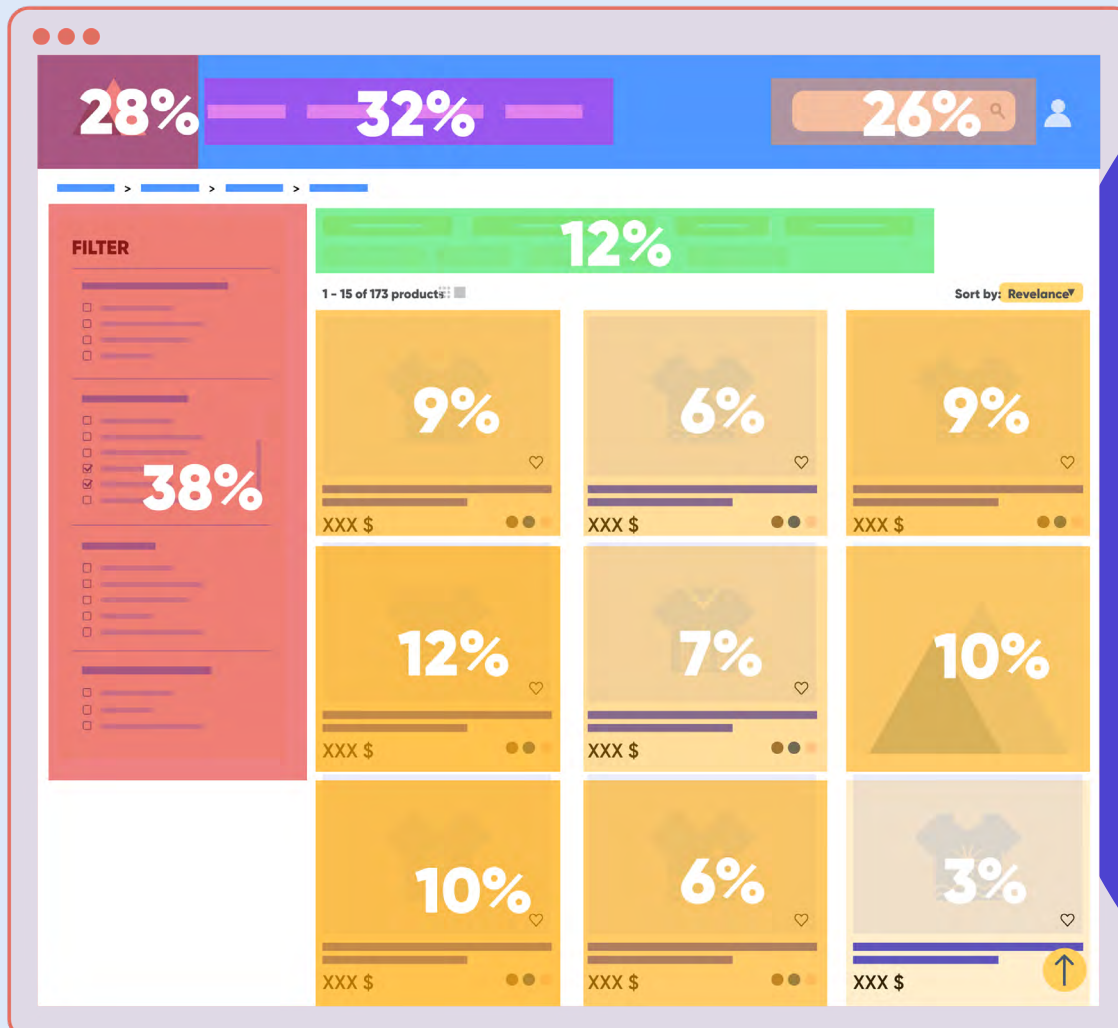 28% 32% 26%
> > >
FILTER
12%
1 - 15 of 173 products
Sort by: Revelance
9% 6% 9%
38%
XXX $ XXX $ XXX $
12% 7% 10%
XXX $ XXX $
10% 6% 3%
XXX $ XXX $ XXX $